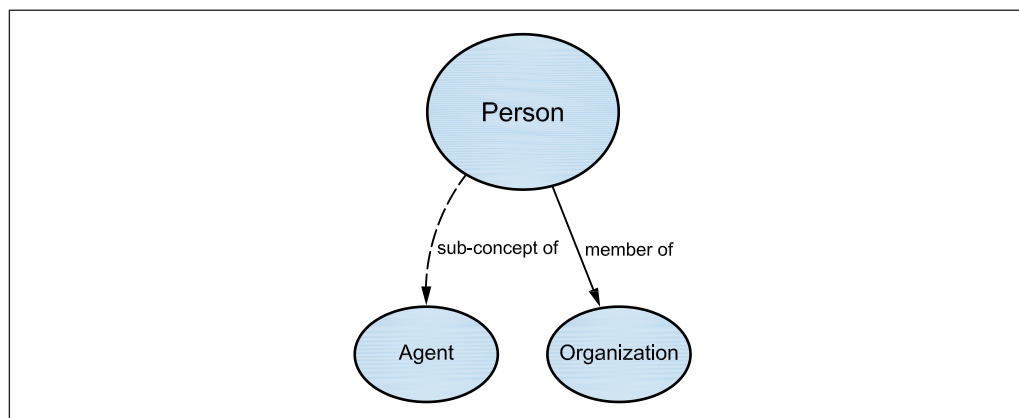 Person
sub-concept of
member of
Agent
Organization